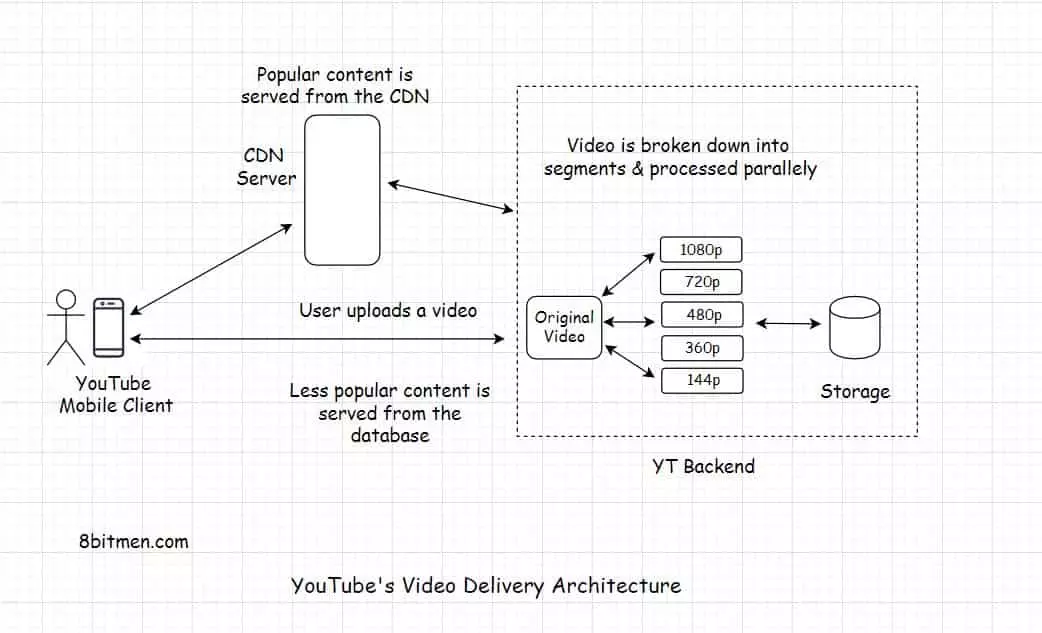 Popular content is
served from the CDN
CDN
Server
Video is broken down into
segments & processed parallely
1080p
720p
480p
360p
144p
Original
Video
Storage
User uploads a video
YouTube
Mobile Client
Less popular content is
served from the
database
YT Backend
8bitmen.com
YouTube's Video Delivery Architecture